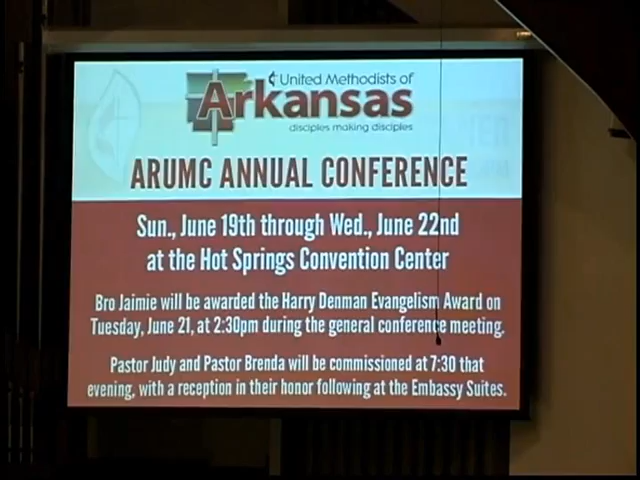 United Methodists of
Arkansas
disciples making disciples
ARUMC ANNUAL CONFERENCE
Sun., June 19th through Wed., June 22nd
at the Hot Springs Convention Center
Bro Jaimie will be awarded the Harry Denman Evangelism Award on
Tuesday, June 21, at 2:30pm during the general conference meeting.
Pastor Judy and Pastor Brenda will be commissioned at 7:30 that
evening, with a reception in their honor following at the Embassy Suites.